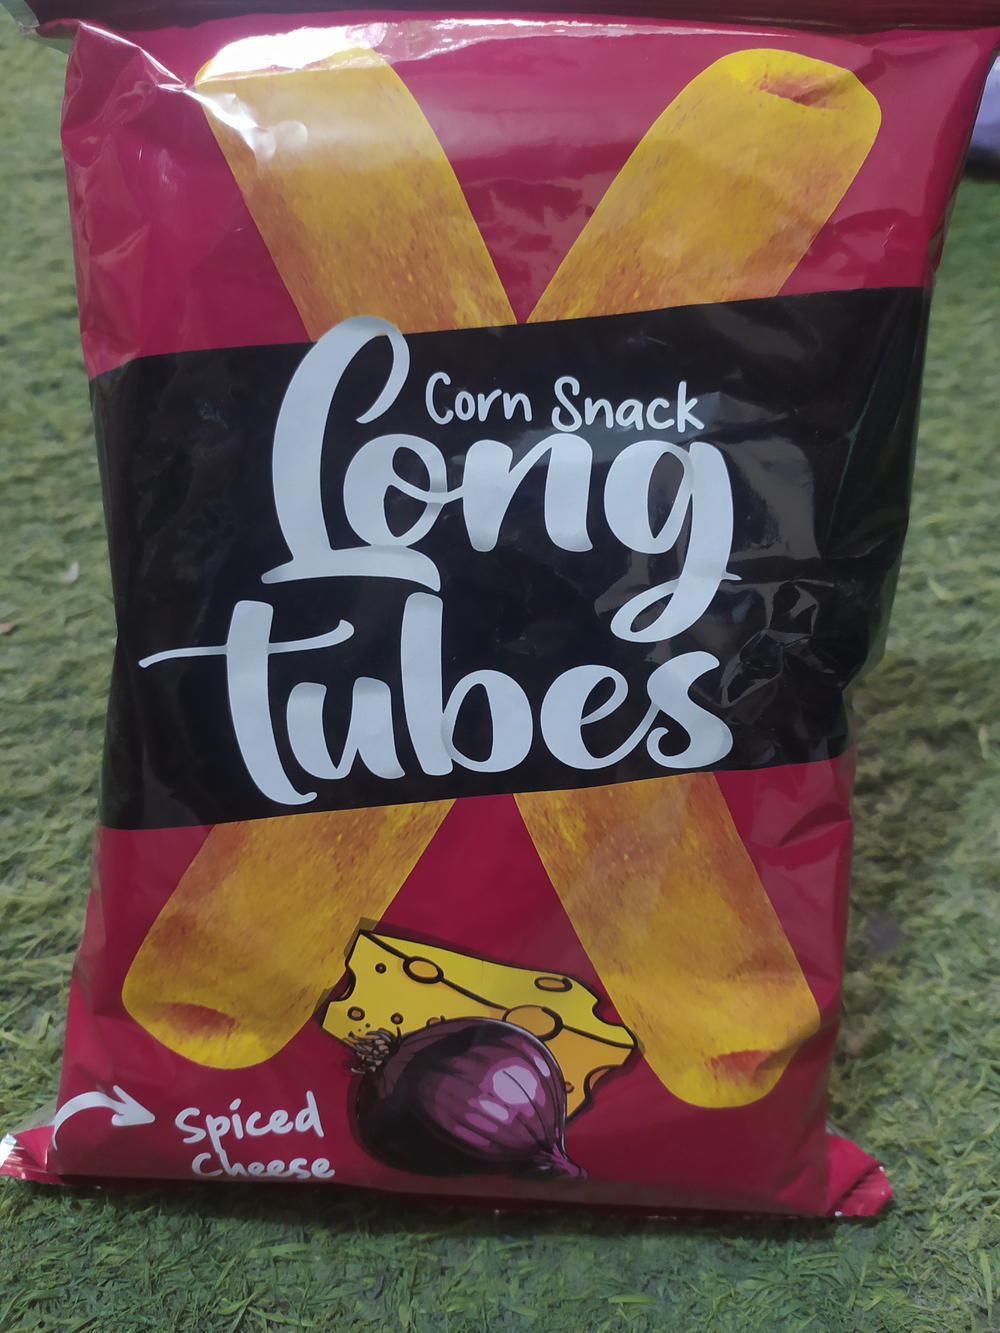 Corn Snack
Long
tubes
Spiced
Cheese